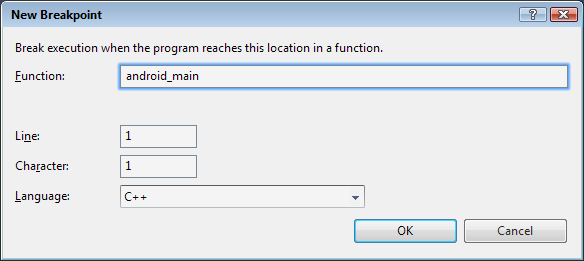 New Breakpoint
Break execution when the program reaches this location in a function.
Function: android_main
Line: 1
Character: 1
Language: C++
OK Cancel